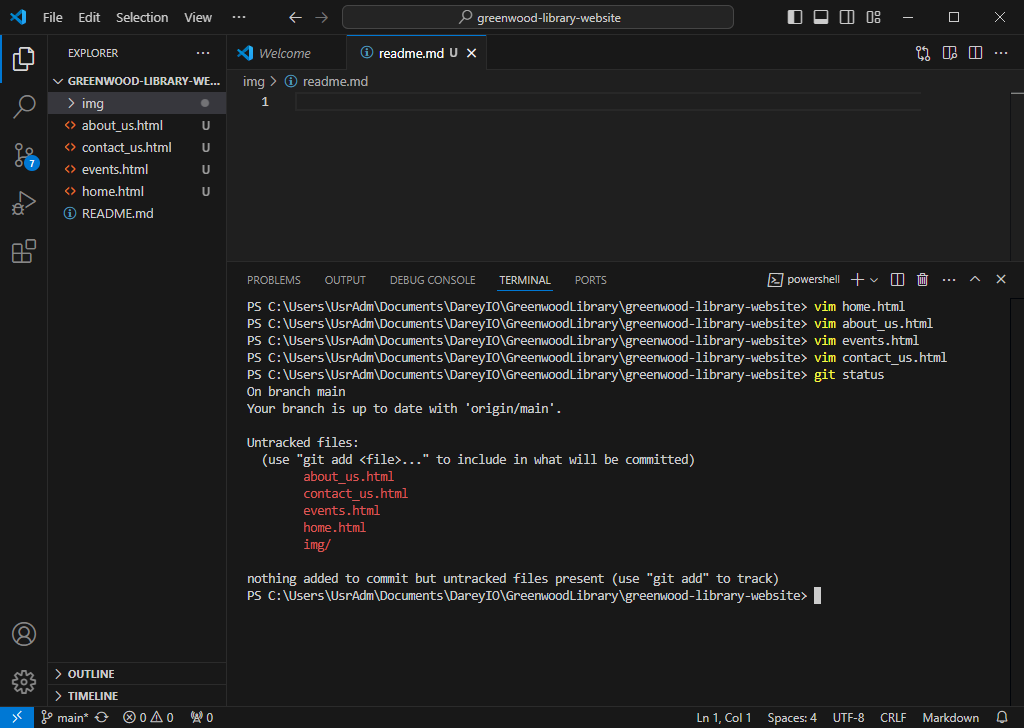 File Edit Selection View ··· greenwood-library-website
EXPLORER ···
GREENWOOD-LIBRARY-WE...
img
about_us.html U
contact_us.html U
events.html U
home.html U
README.md
7
OUTLINE
TIMELINE
Welcome readme.md U
img > readme.md
1
PROBLEMS OUTPUT DEBUG CONSOLE TERMINAL PORTS powershell
PS C:\Users\UsrAdm\Documents\DareyIO\GreenwoodLibrary\greenwood-library-website> vim home.html
PS C:\Users\UsrAdm\Documents\DareyIO\GreenwoodLibrary\greenwood-library-website> vim about_us.html
PS C:\Users\UsrAdm\Documents\DareyIO\GreenwoodLibrary\greenwood-library-website> vim events.html
PS C:\Users\UsrAdm\Documents\DareyIO\GreenwoodLibrary\greenwood-library-website> vim contact_us.html
PS C:\Users\UsrAdm\Documents\DareyIO\GreenwoodLibrary\greenwood-library-website> git status
On branch main
Your branch is up to date with 'origin/main'.
Untracked files:
(use "git add <file>..." to include in what will be committed)
about_us.html
contact_us.html
events.html
home.html
img/
nothing added to commit but untracked files present (use "git add" to track)
PS C:\Users\UsrAdm\Documents\DareyIO\GreenwoodLibrary\greenwood-library-website>
main* 0 0 0 Ln 1, Col 1 Spaces: 4 UTF-8 CRLF Markdown